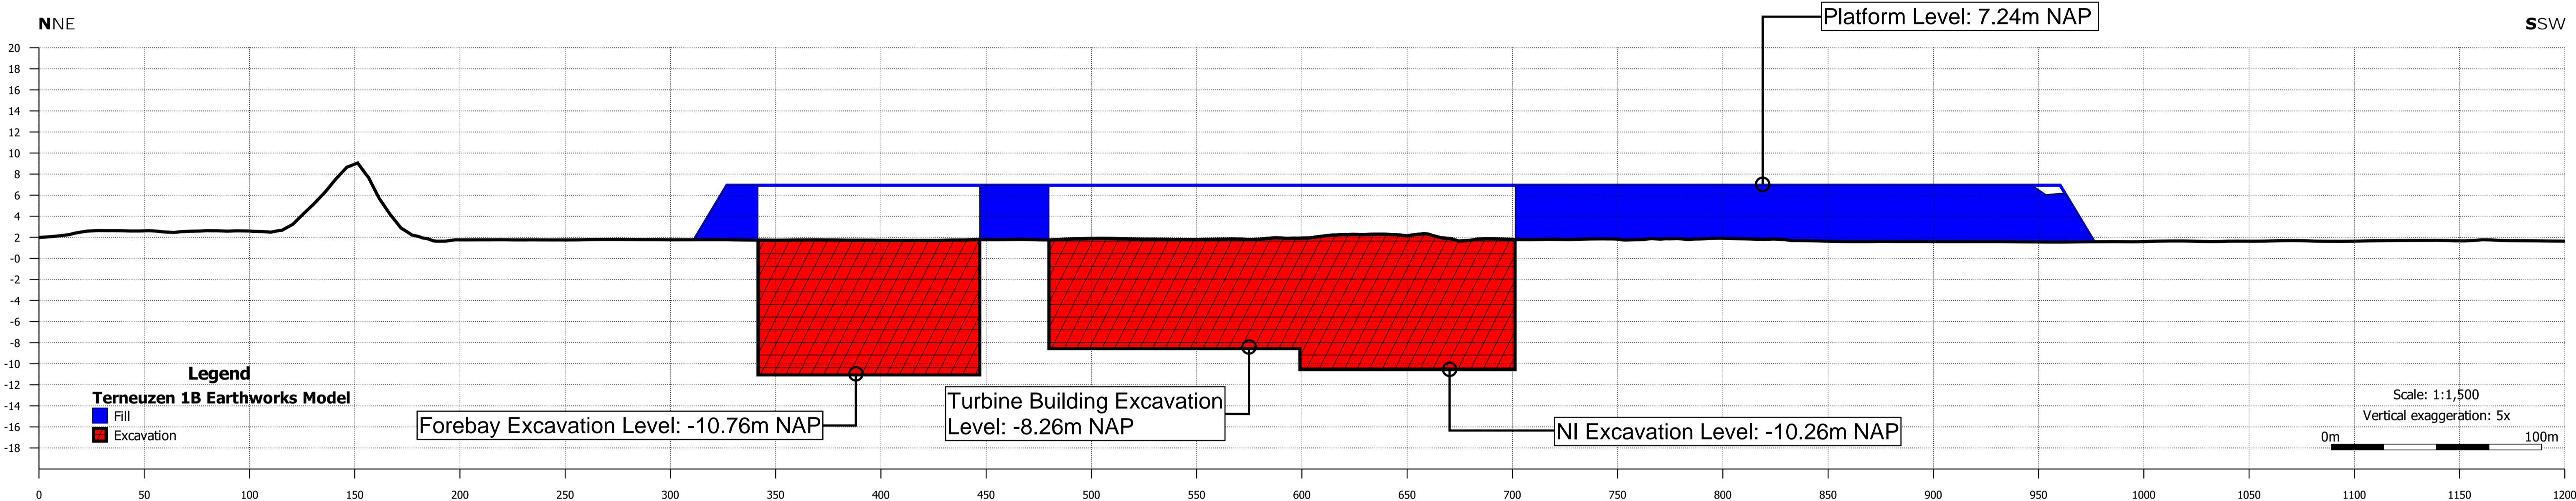 NNE
SSW
Platform Level: 7.24m NAP
20
18
16
14
12
10
8
6
4
2
-0
-2
-4
-6
-8
-10
-12
-14
-16
-18
Legend
Terneuzen 1B Earthworks Model
Fill
Excavation
Forebay Excavation Level: -10.76m NAP
Turbine Building Excavation
Level: -8.26m NAP
NI Excavation Level: -10.26m NAP
Scale: 1:1,500
Vertical exaggeration: 5x
0m 100m
0 50 100 150 200 250 300 350 400 450 500 550 600 650 700 750 800 850 900 950 1000 1050 1100 1150 1200